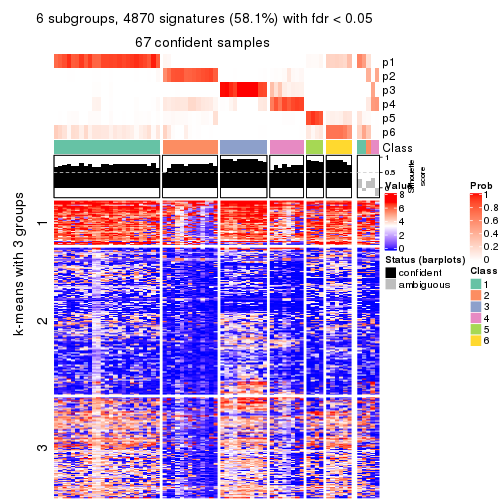 6 subgroups, 4870 signatures (58.1%) with fdr < 0.05
67 confident samples
p1
p2
p3
p4
p5
p6
Class
1
0.5
0
Silhouette
score
k-means with 3 groups
1
2
3
Value
8
6
4
2
0
Status (barplots)
confident
ambiguous
Prob
1
0.8
0.6
0.4
0.2
0
Class
1
2
3
4
5
6